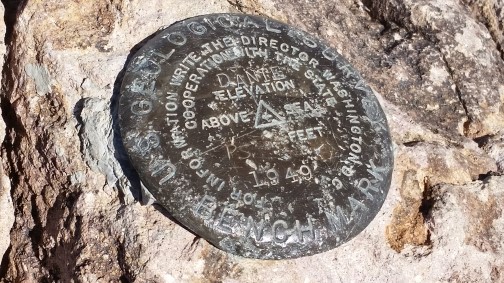 U.S. GEOLOGICAL SURVEY
BENCH MARK
FOR INFORMATION WRITE THE DIRECTOR, WASHINGTON, D.C.
COOPERATION WITH THE STATE
DANTE
ELEVATION
ABOVE SEA
FEET
1949